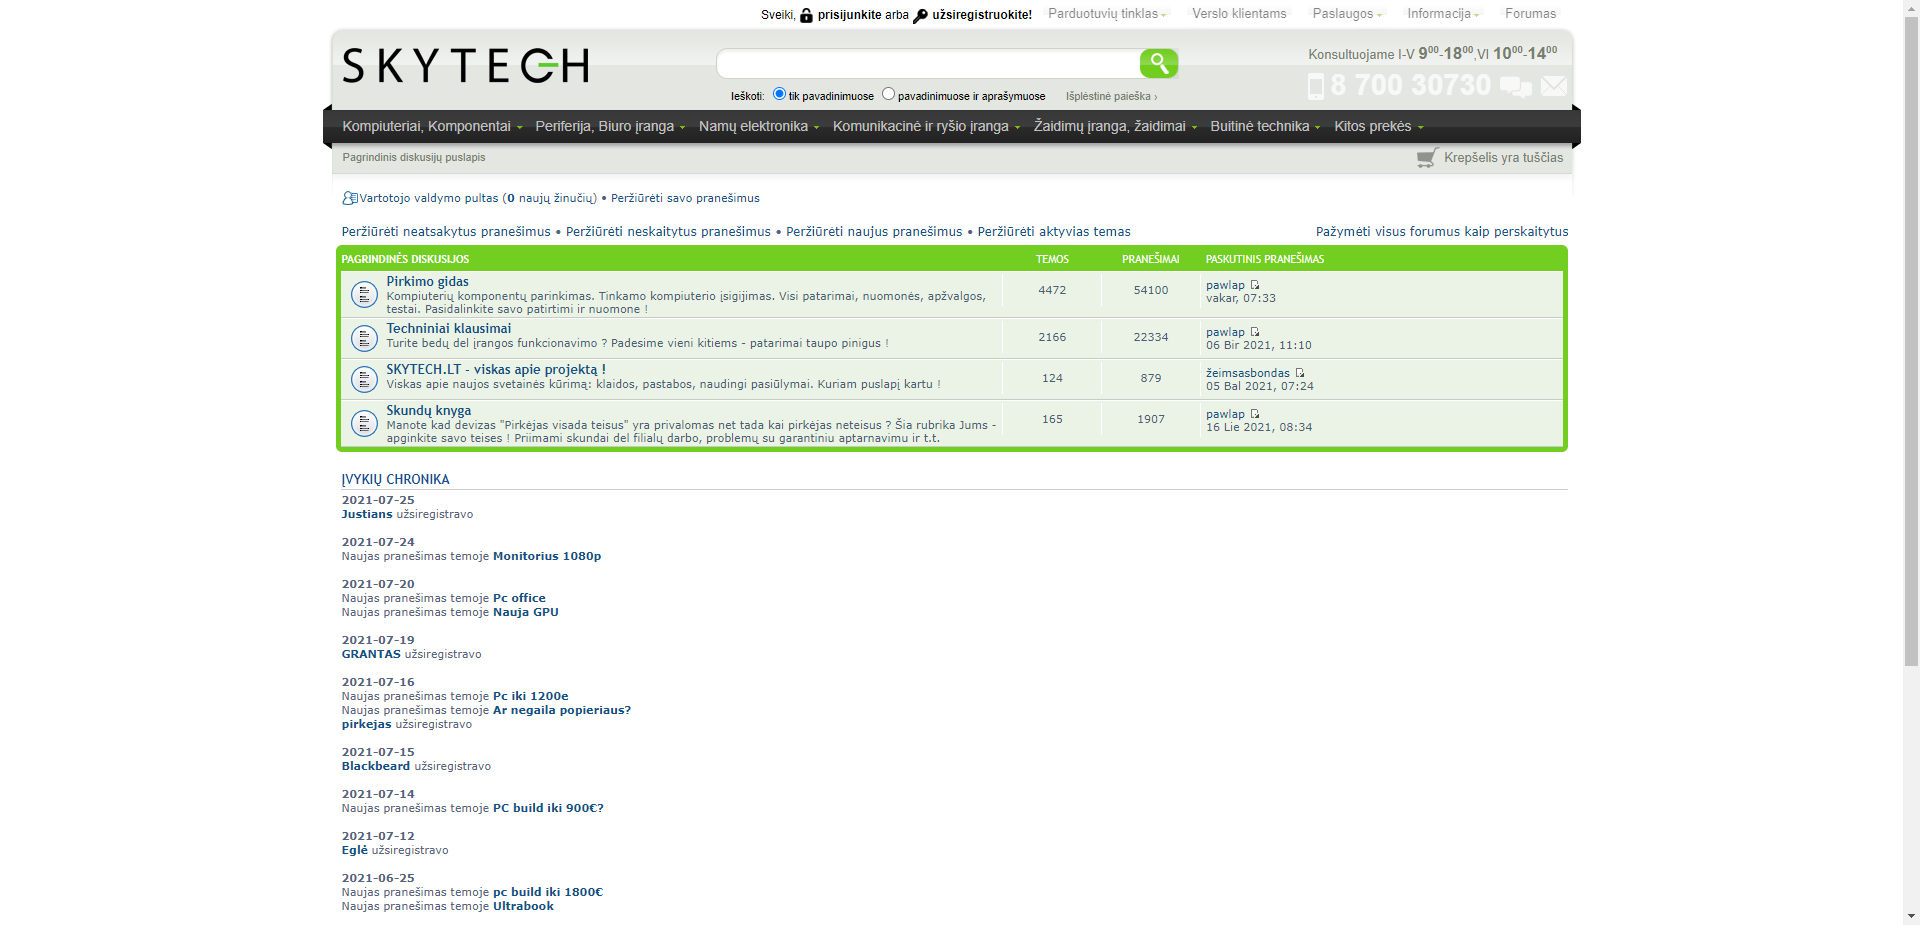 Sveiki, prisijunkite arba užsiregistruokite! Parduotuvių tinklas Verslo klientams Paslaugos Informacija Forumas
SKYTECH
Konsultuojame I-V 9⁰⁰-18⁰⁰,VI 10⁰⁰-14⁰⁰
8 700 30730
Ieškoti: tik pavadinimuose pavadinimuose ir aprašymuose Išplėstinė paieška ›
Kompiuteriai, Komponentai Periferija, Biuro įranga Namų elektronika Komunikacinė ir ryšio įranga Žaidimų įranga, žaidimai Buitinė technika Kitos prekės
Pagrindinis diskusijų puslapis Krepšelis yra tuščias
Vartotojo valdymo pultas (0 naujų žinučių) • Peržiūrėti savo pranešimus
Peržiūrėti neatsakytus pranešimus • Peržiūrėti neskaitytus pranešimus • Peržiūrėti naujus pranešimus • Peržiūrėti aktyvias temas Pažymėti visus forumus kaip perskaitytus
PAGRINDINĖS DISKUSIJOS TEMOS PRANEŠIMAI PASKUTINIS PRANEŠIMAS
Pirkimo gidas
Kompiuterių komponentų parinkimas. Tinkamo kompiuterio įsigijimas. Visi patarimai, nuomonės, apžvalgos,
testai. Pasidalinkite savo patirtimi ir nuomone !
4472 54100
pawlap
vakar, 07:33
Techniniai klausimai
Turite bedų del įrangos funkcionavimo ? Padesime vieni kitiems - patarimai taupo pinigus !
2166 22334
pawlap
06 Bir 2021, 11:10
SKYTECH.LT - viskas apie projektą !
Viskas apie naujos svetainės kūrimą: klaidos, pastabos, naudingi pasiūlymai. Kuriam puslapį kartu !
124 879
žeimsasbondas
05 Bal 2021, 07:24
Skundų knyga
Manote kad devizas "Pirkėjas visada teisus" yra privalomas net tada kai pirkėjas neteisus ? Šia rubrika Jums -
apginkite savo teises ! Priimami skundai del filialų darbo, problemų su garantiniu aptarnavimu ir t.t.
165 1907
pawlap
16 Lie 2021, 08:34
ĮVYKIŲ CHRONIKA
2021-07-25
Justians užsiregistravo
2021-07-24
Naujas pranešimas temoje Monitorius 1080p
2021-07-20
Naujas pranešimas temoje Pc office
Naujas pranešimas temoje Nauja GPU
2021-07-19
GRANTAS užsiregistravo
2021-07-16
Naujas pranešimas temoje Pc iki 1200e
Naujas pranešimas temoje Ar negaila popieriaus?
pirkejas užsiregistravo
2021-07-15
Blackbeard užsiregistravo
2021-07-14
Naujas pranešimas temoje PC build iki 900€?
2021-07-12
Eglė užsiregistravo
2021-06-25
Naujas pranešimas temoje pc build iki 1800€
Naujas pranešimas temoje Ultrabook